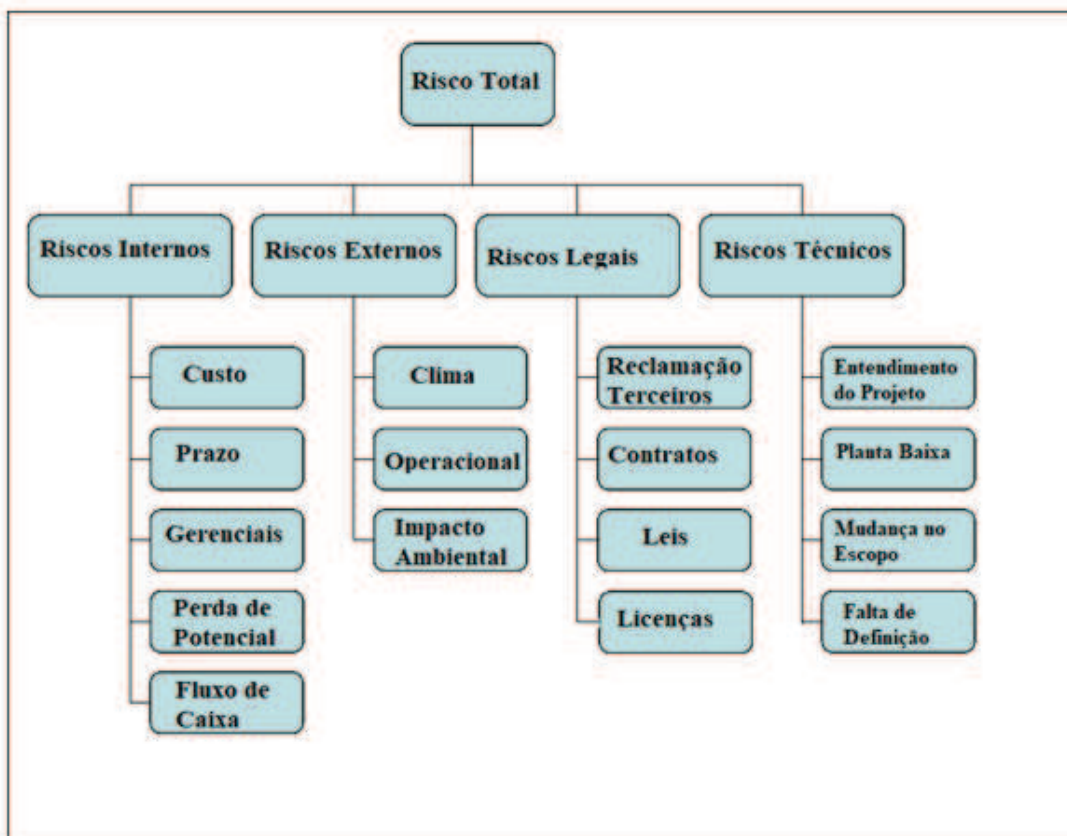 Risco Total
Riscos Internos
Riscos Externos
Riscos Legais
Riscos Técnicos
Custo
Prazo
Gerenciais
Perda de
Potencial
Fluxo de
Caixa
Clima
Operacional
Impacto
Ambiental
Reclamação
Terceiros
Contratos
Leis
Licenças
Entendimento
do Projeto
Planta Baixa
Mudança no
Escopo
Falta de
Definição